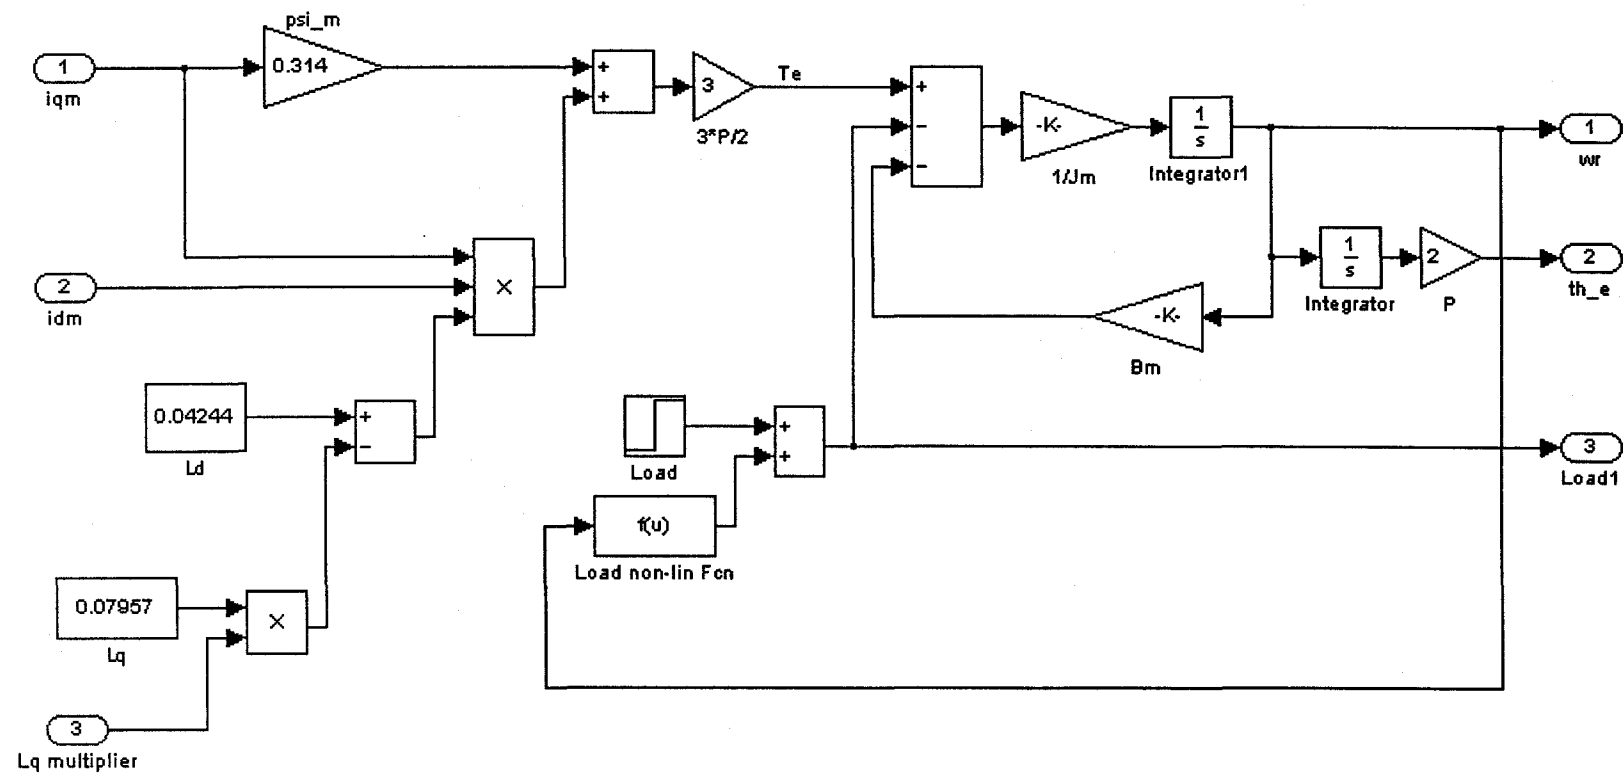 psi_m
1
iqm
0.314
+
+
3
3*P/2
Te
+
-
-
-K-
1/Jm
1
s
Integrator1
1
wr
2
idm
×
1
s
Integrator
2
P
2
th_e
-K-
Bm
0.04244
Ld
+
-
Load
+
+
3
Load1
f(u)
Load non-lin Fcn
0.07957
Lq
×
3
Lq multiplier